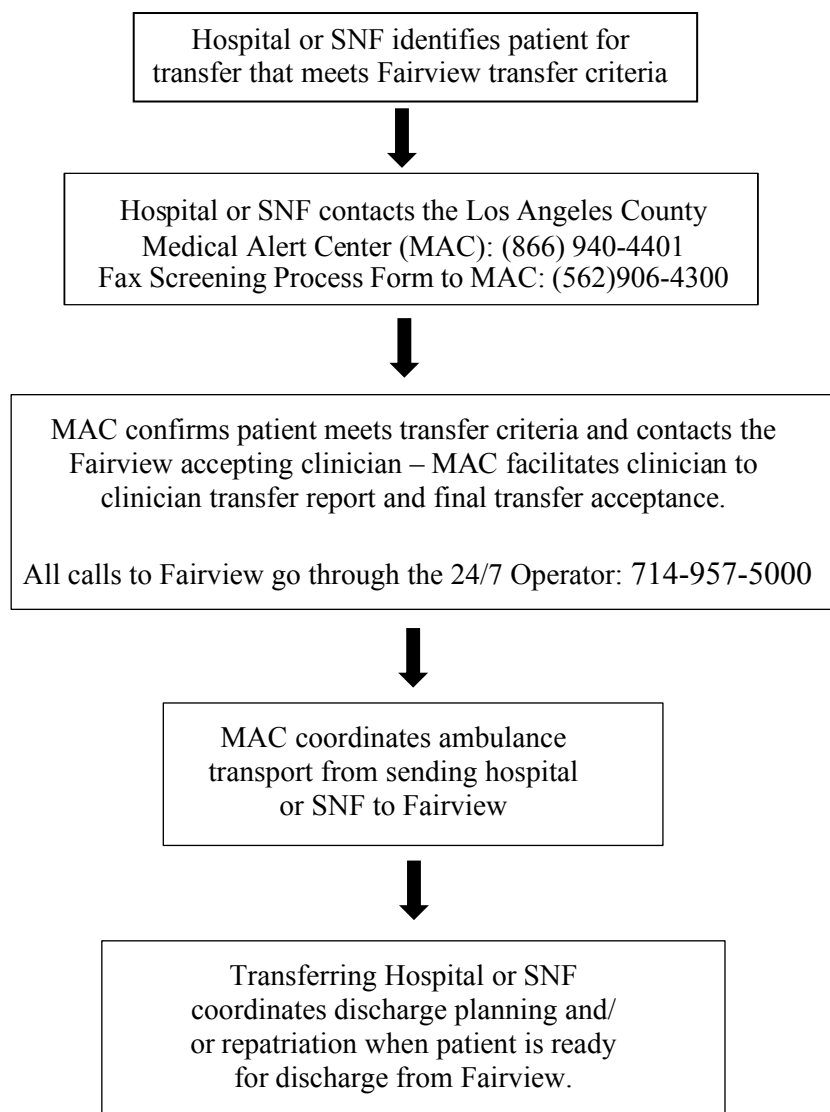 Hospital or SNF identifies patient for
transfer that meets Fairview transfer criteria
Hospital or SNF contacts the Los Angeles County
Medical Alert Center (MAC): (866) 940-4401
Fax Screening Process Form to MAC: (562)906-4300
MAC confirms patient meets transfer criteria and contacts the
Fairview accepting clinician – MAC facilitates clinician to
clinician transfer report and final transfer acceptance.
All calls to Fairview go through the 24/7 Operator: 714-957-5000
MAC coordinates ambulance
transport from sending hospital
or SNF to Fairview
Transferring Hospital or SNF
coordinates discharge planning and/
or repatriation when patient is ready
for discharge from Fairview.